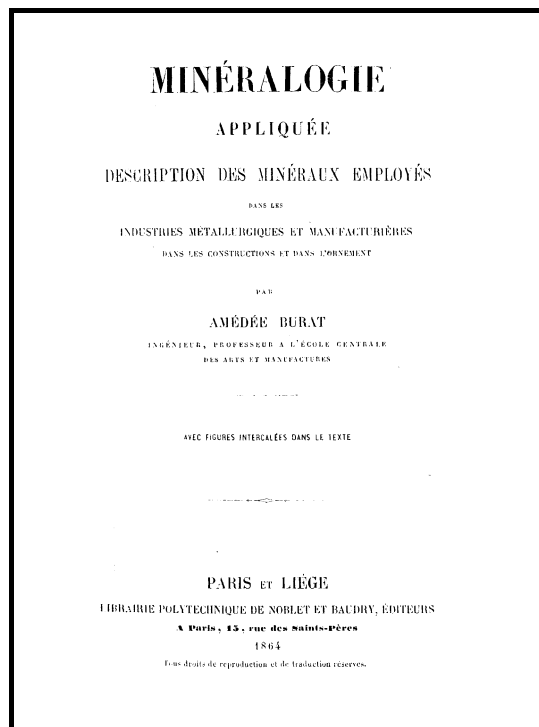 MINÉRALOGIE
APPLIQUÉE
DESCRIPTION DES MINÉRAUX EMPLOYÉS
DANS LES
INDUSTRIES MÉTALLURGIQUES ET MANUFACTURIÈRES
DANS LES CONSTRUCTIONS ET DANS L'ORNEMENT
PAR
AMÉDÉE BURAT
INGÉNIEUR, PROFESSEUR A L'ÉCOLE CENTRALE
DES ARTS ET MANUFACTURES
AVEC FIGURES INTERCALÉES DANS LE TEXTE
PARIS ET LIÉGE
LIBRAIRIE POLYTECHNIQUE DE NOBLET ET BAUDRY, ÉDITEURS
A Paris, 15, rue des Saints-Pères
1864
Tous droits de reproduction et de traduction réservés.